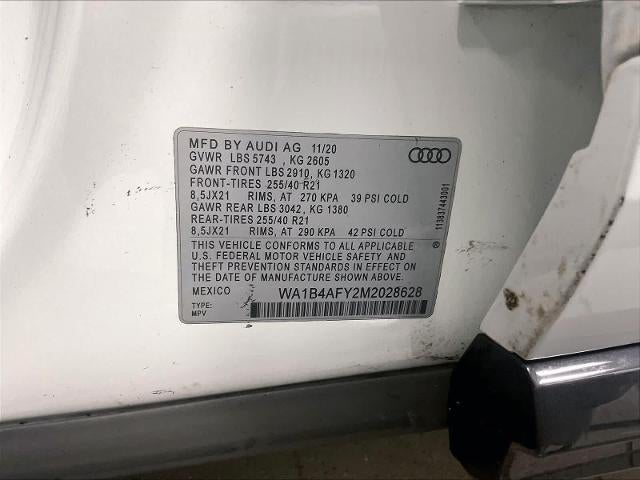 MFD BY AUDI AG 11/20
GVWR LBS 5743 , KG 2605
GAWR FRONT LBS 2910, KG 1320
FRONT-TIRES 255/40 R21
8,5JX21 RIMS, AT 270 KPA 39 PSI COLD
GAWR REAR LBS 3042, KG 1380
REAR-TIRES 255/40 R21
8,5JX21 RIMS, AT 290 KPA 42 PSI COLD
THIS VEHICLE CONFORMS TO ALL APPLICABLE
U.S. FEDERAL MOTOR VEHICLE SAFETY AND
THEFT PREVENTION STANDARDS IN EFFECT ON
THE DATE OF MANUFACTURE SHOWN ABOVE.
MEXICO WA1B4AFY2M2028628
TYPE:
MPV
113837443001
®